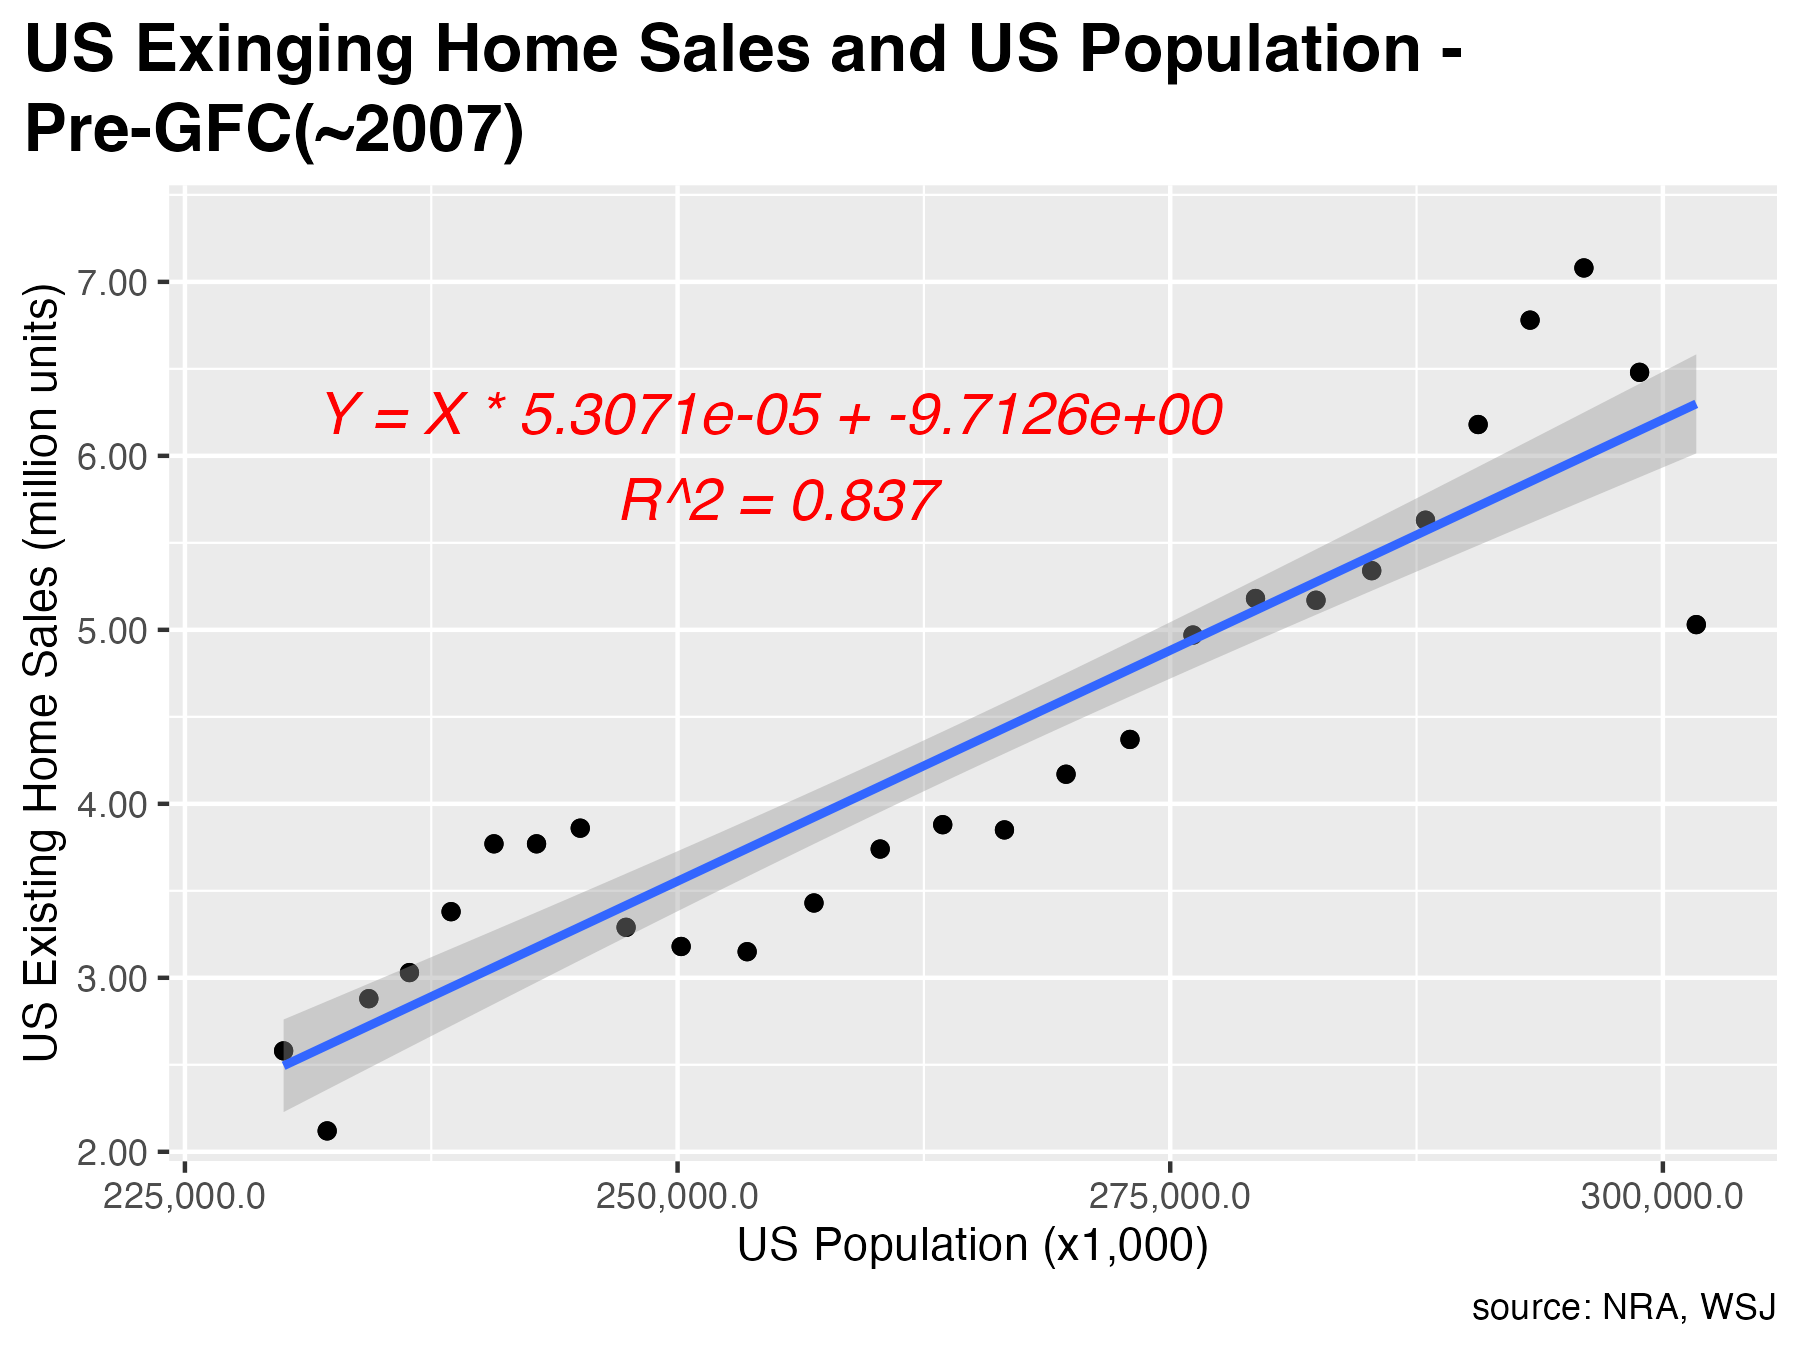 US Exinging Home Sales and US Population -
Pre-GFC(~2007)
US Existing Home Sales (million units)
7.00
6.00
5.00
4.00
3.00
2.00
Y = X * 5.3071e-05 + -9.7126e+00
R^2 = 0.837
225,000.0 250,000.0 275,000.0 300,000.0
US Population (x1,000)
source: NRA, WSJ